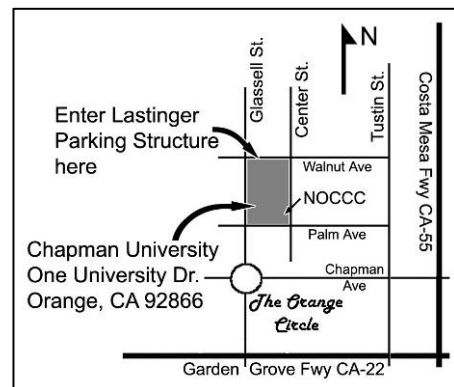 Glassell St.
Center St.
N
Tustin St.
Costa Mesa Fwy CA-55
Enter Lastinger
Parking Structure
here
Walnut Ave
NOCCC
Palm Ave
Chapman University
One University Dr.
Orange, CA 92866
Chapman
Ave
The Orange
Circle
Garden Grove Fwy CA-22